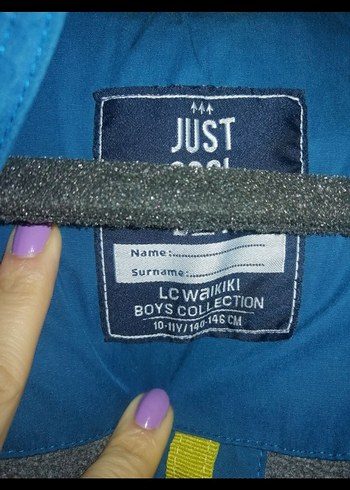 JUST
Name:
Surname:
LC WAIKIKI
BOYS COLLECTION
10-11Y/140-146 CM